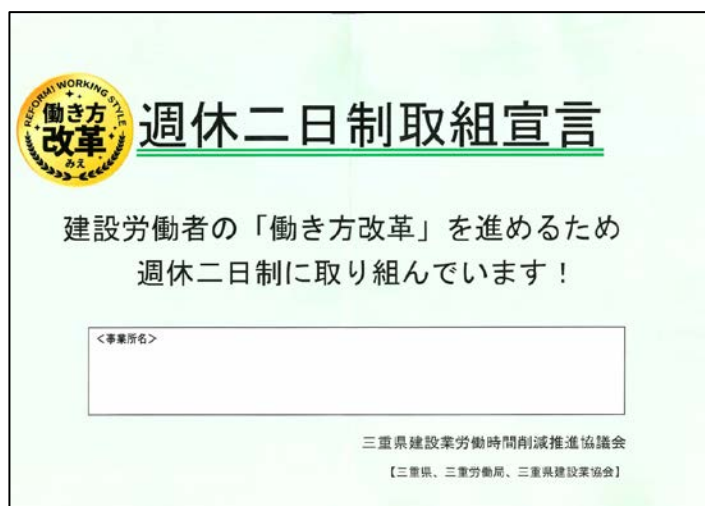 REFORM! WORKING STYLE
働き方
改革
みえ
週休二日制取組宣言
建設労働者の「働き方改革」を進めるため
週休二日制に取り組んでいます！
＜事業所名＞
三重県建設業労働時間削減推進協議会
【三重県、三重労働局、三重県建設業協会】